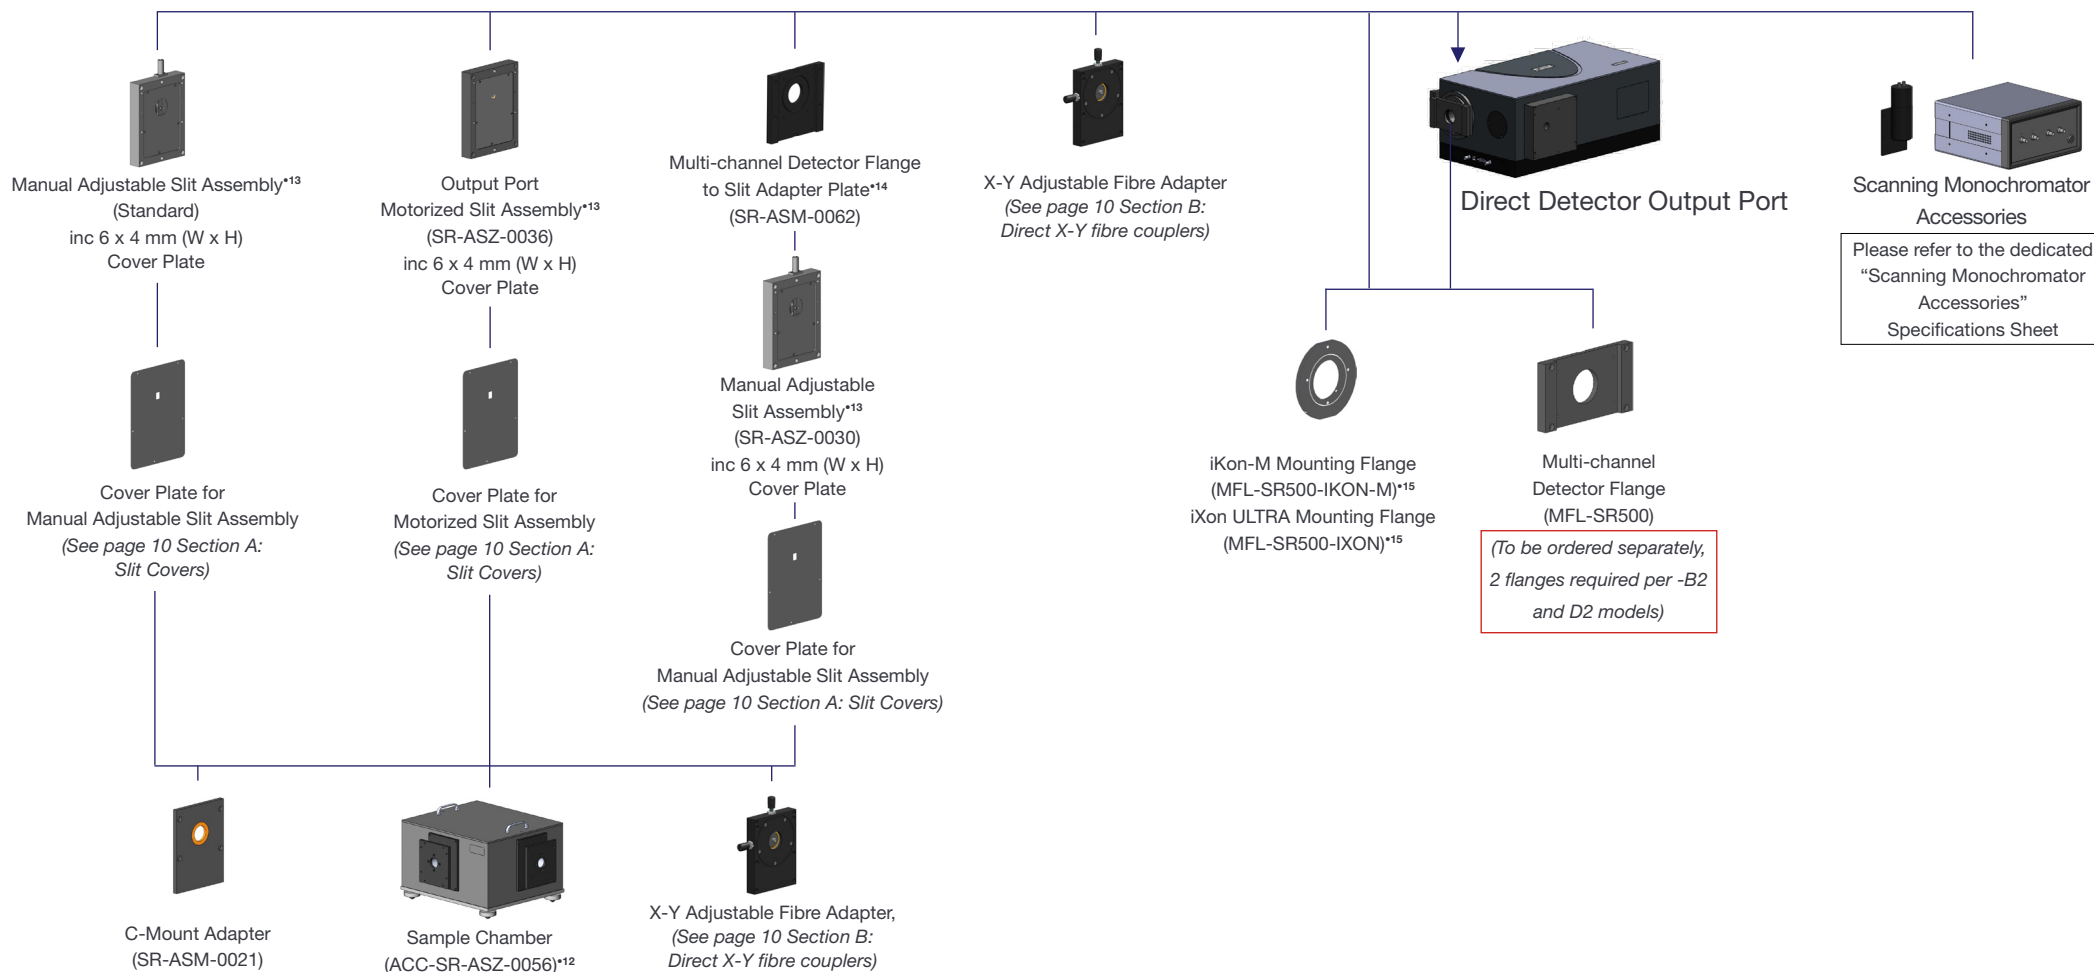 Manual Adjustable Slit Assembly•13
(Standard)
inc 6 x 4 mm (W x H)
Cover Plate
Output Port
Motorized Slit Assembly•13
(SR-ASZ-0036)
inc 6 x 4 mm (W x H)
Cover Plate
Multi-channel Detector Flange
to Slit Adapter Plate•14
(SR-ASM-0062)
X-Y Adjustable Fibre Adapter
(See page 10 Section B:
Direct X-Y fibre couplers)
Direct Detector Output Port
Scanning Monochromator
Accessories
Please refer to the dedicated
“Scanning Monochromator
Accessories”
Specifications Sheet
Manual Adjustable
Slit Assembly•13
(SR-ASZ-0030)
inc 6 x 4 mm (W x H)
Cover Plate
iKon-M Mounting Flange
(MFL-SR500-IKON-M)•15
iXon ULTRA Mounting Flange
(MFL-SR500-IXON)•15
Multi-channel
Detector Flange
(MFL-SR500)
(To be ordered separately,
2 flanges required per -B2
and D2 models)
Cover Plate for
Manual Adjustable Slit Assembly
(See page 10 Section A:
Slit Covers)
Cover Plate for
Motorized Slit Assembly
(See page 10 Section A:
Slit Covers)
Cover Plate for
Manual Adjustable Slit Assembly
(See page 10 Section A: Slit Covers)
C-Mount Adapter
(SR-ASM-0021)
Sample Chamber
(ACC-SR-ASZ-0056)•12
X-Y Adjustable Fibre Adapter,
(See page 10 Section B:
Direct X-Y fibre couplers)